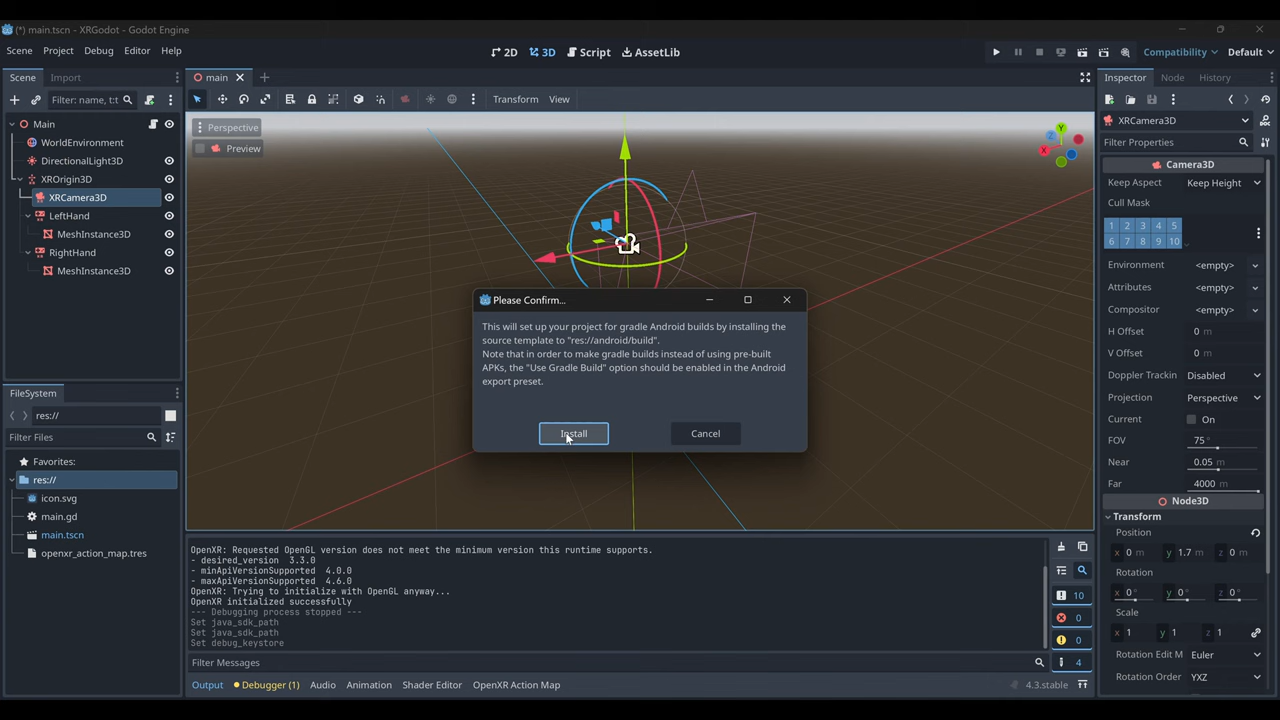 (*) main.tscn - XRGodot - Godot Engine
Scene Project Debug Editor Help
2D 3D Script AssetLib
Compatibility Default
Scene Import
Filter: name, t:t
Main
WorldEnvironment
DirectionalLight3D
XROrigin3D
XRCamera3D
LeftHand
MeshInstance3D
RightHand
MeshInstance3D
FileSystem
res://
Filter Files
Favorites:
res://
icon.svg
main.gd
main.tscn
openxr_action_map.tres
main
Transform View
Perspective
Preview
Y
X
Please Confirm...
This will set up your project for gradle Android builds by installing the
source template to "res://android/build".
Note that in order to make gradle builds instead of using pre-built
APKs, the "Use Gradle Build" option should be enabled in the Android
export preset.
Install Cancel
OpenXR: Requested OpenGL version does not meet the minimum version this runtime supports.
- desired_version 3.3.0
- minApiVersionSupported 4.0.0
- maxApiVersionSupported 4.6.0
OpenXR: Trying to initialize with OpenGL anyway...
OpenXR initialized successfully
--- Debugging process stopped ---
Set java_sdk_path
Set java_sdk_path
Set debug_keystore
10
0
0
4
Filter Messages
Output Debugger (1) Audio Animation Shader Editor OpenXR Action Map
4.3.stable
Inspector Node History
XRCamera3D
Filter Properties
Camera3D
Keep Aspect Keep Height
Cull Mask
1 2 3 4 5
6 7 8 9 10
Environment <empty>
Attributes <empty>
Compositor <empty>
H Offset 0 m
V Offset 0 m
Doppler Trackin Disabled
Projection Perspective
Current On
FOV 75 °
Near 0.05 m
Far 4000 m
Node3D
Transform
Position
x 0 m y 1.7 m z 0 m
Rotation
x 0 ° y 0 ° z 0 °
Scale
x 1 y 1 z 1
Rotation Edit M Euler
Rotation Order YXZ